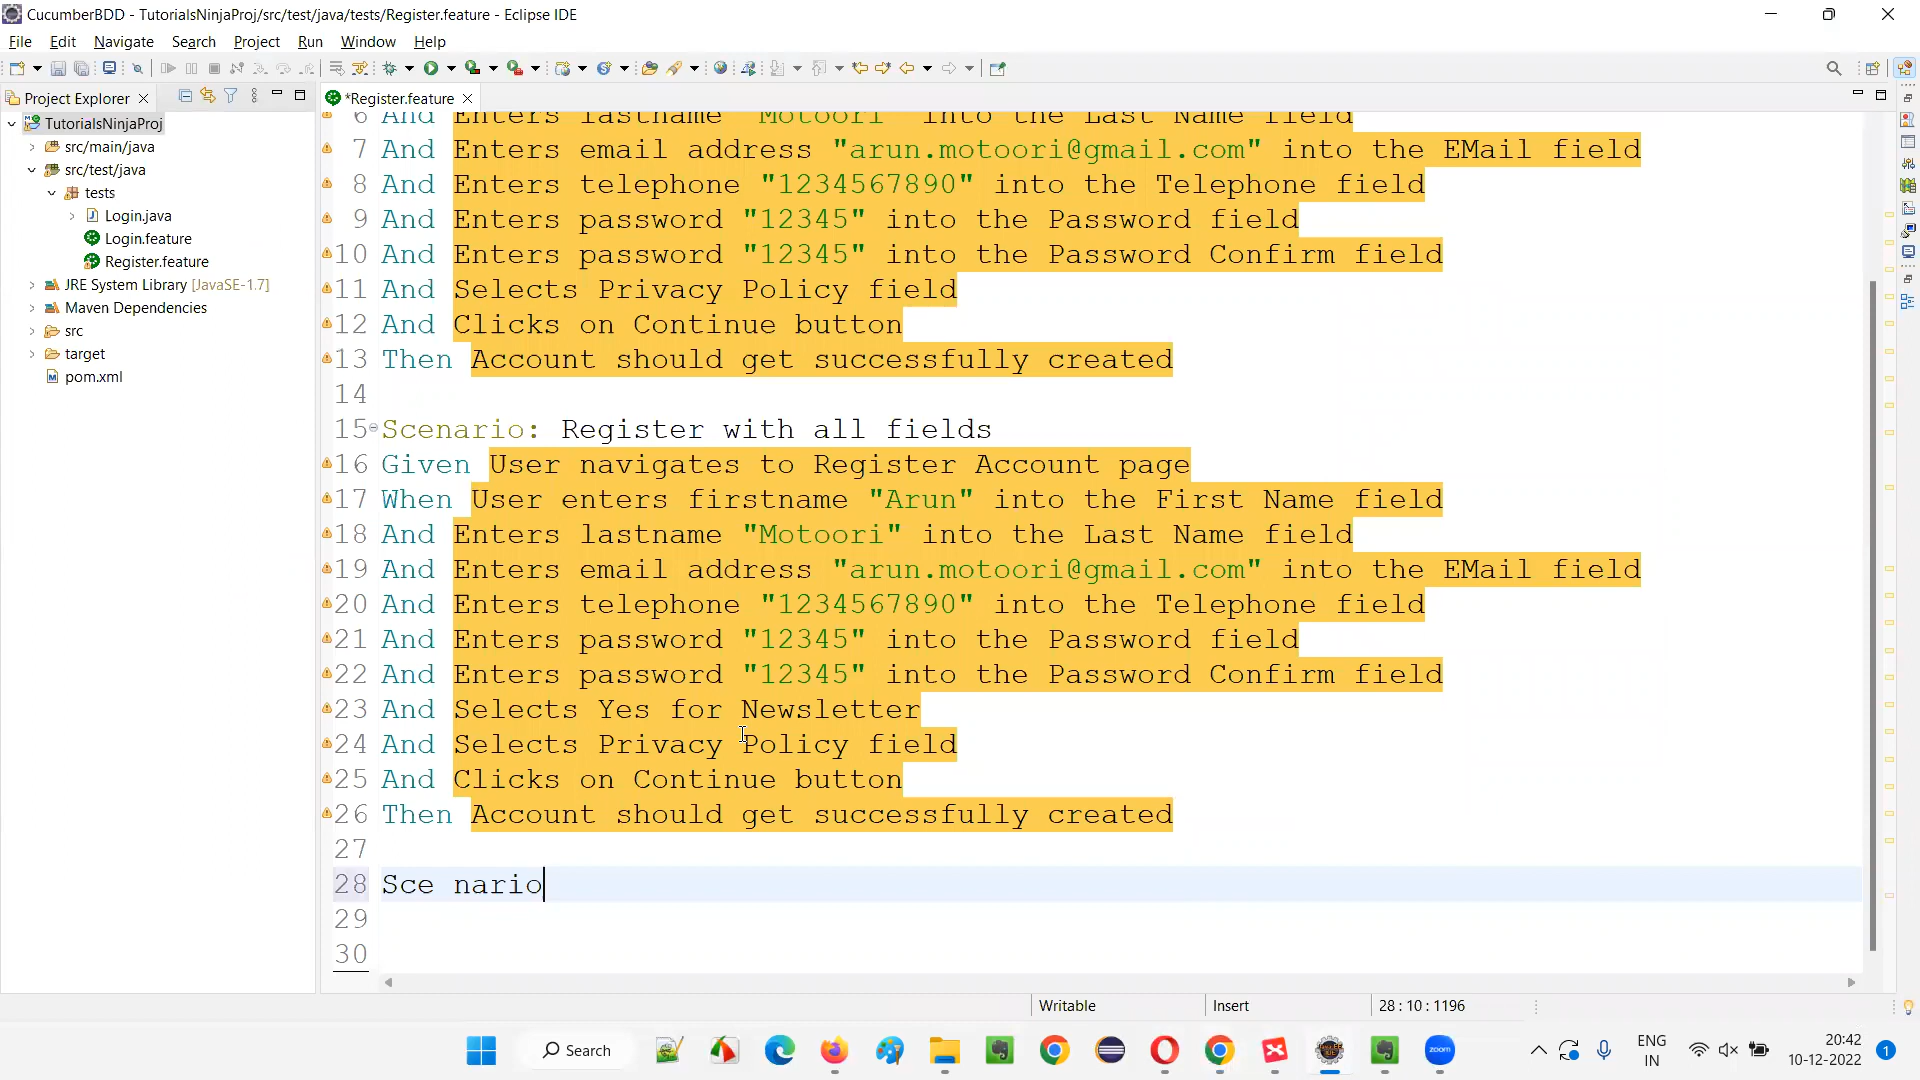 CucumberBDD - TutorialsNinjaProj/src/test/java/tests/Register.feature - Eclipse IDE
File Edit Navigate Search Project Run Window Help
Project Explorer
*Register.feature
TutorialsNinjaProj
src/main/java
src/test/java
tests
Login.java
Login.feature
Register.feature
JRE System Library [JavaSE-1.7]
Maven Dependencies
src
target
pom.xml
6 And Enters lastname "Motoori" into the Last Name field
7 And Enters email address "arun.motoori@gmail.com" into the EMail field
8 And Enters telephone "1234567890" into the Telephone field
9 And Enters password "12345" into the Password field
10 And Enters password "12345" into the Password Confirm field
11 And Selects Privacy Policy field
12 And Clicks on Continue button
13 Then Account should get successfully created
14
15 Scenario: Register with all fields
16 Given User navigates to Register Account page
17 When User enters firstname "Arun" into the First Name field
18 And Enters lastname "Motoori" into the Last Name field
19 And Enters email address "arun.motoori@gmail.com" into the EMail field
20 And Enters telephone "1234567890" into the Telephone field
21 And Enters password "12345" into the Password field
22 And Enters password "12345" into the Password Confirm field
23 And Selects Yes for Newsletter
24 And Selects Privacy Policy field
25 And Clicks on Continue button
26 Then Account should get successfully created
27
28 Sce nario
29
30
Writable Insert 28 : 10 : 1196
Search
zoom
ENG
IN
20:42
10-12-2022
1